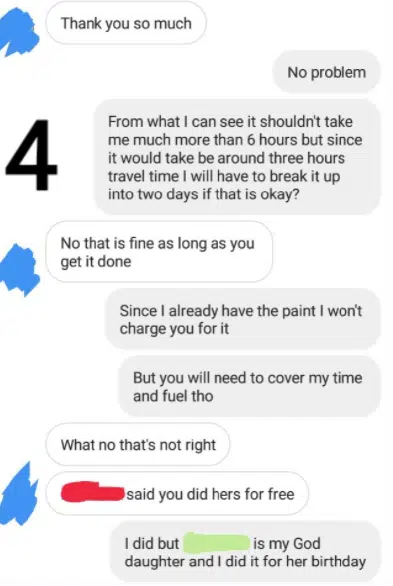 Thank you so much
No problem
4
From what I can see it shouldn't take
me much more than 6 hours but since
it would take be around three hours
travel time I will have to break it up
into two days if that is okay?
No that is fine as long as you
get it done
Since I already have the paint I won't
charge you for it
But you will need to cover my time
and fuel tho
What no that's not right
said you did hers for free
I did but is my God
daughter and I did it for her birthday